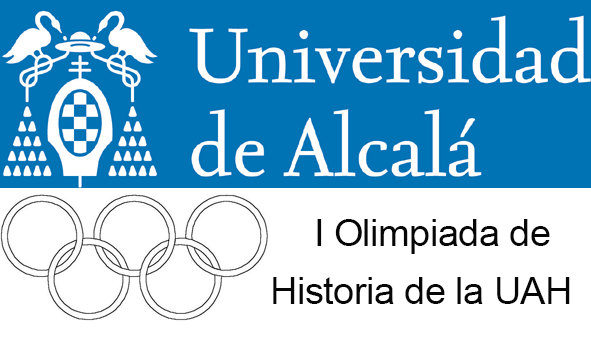 Universidad
de Alcalá
I Olimpiada de
Historia de la UAH